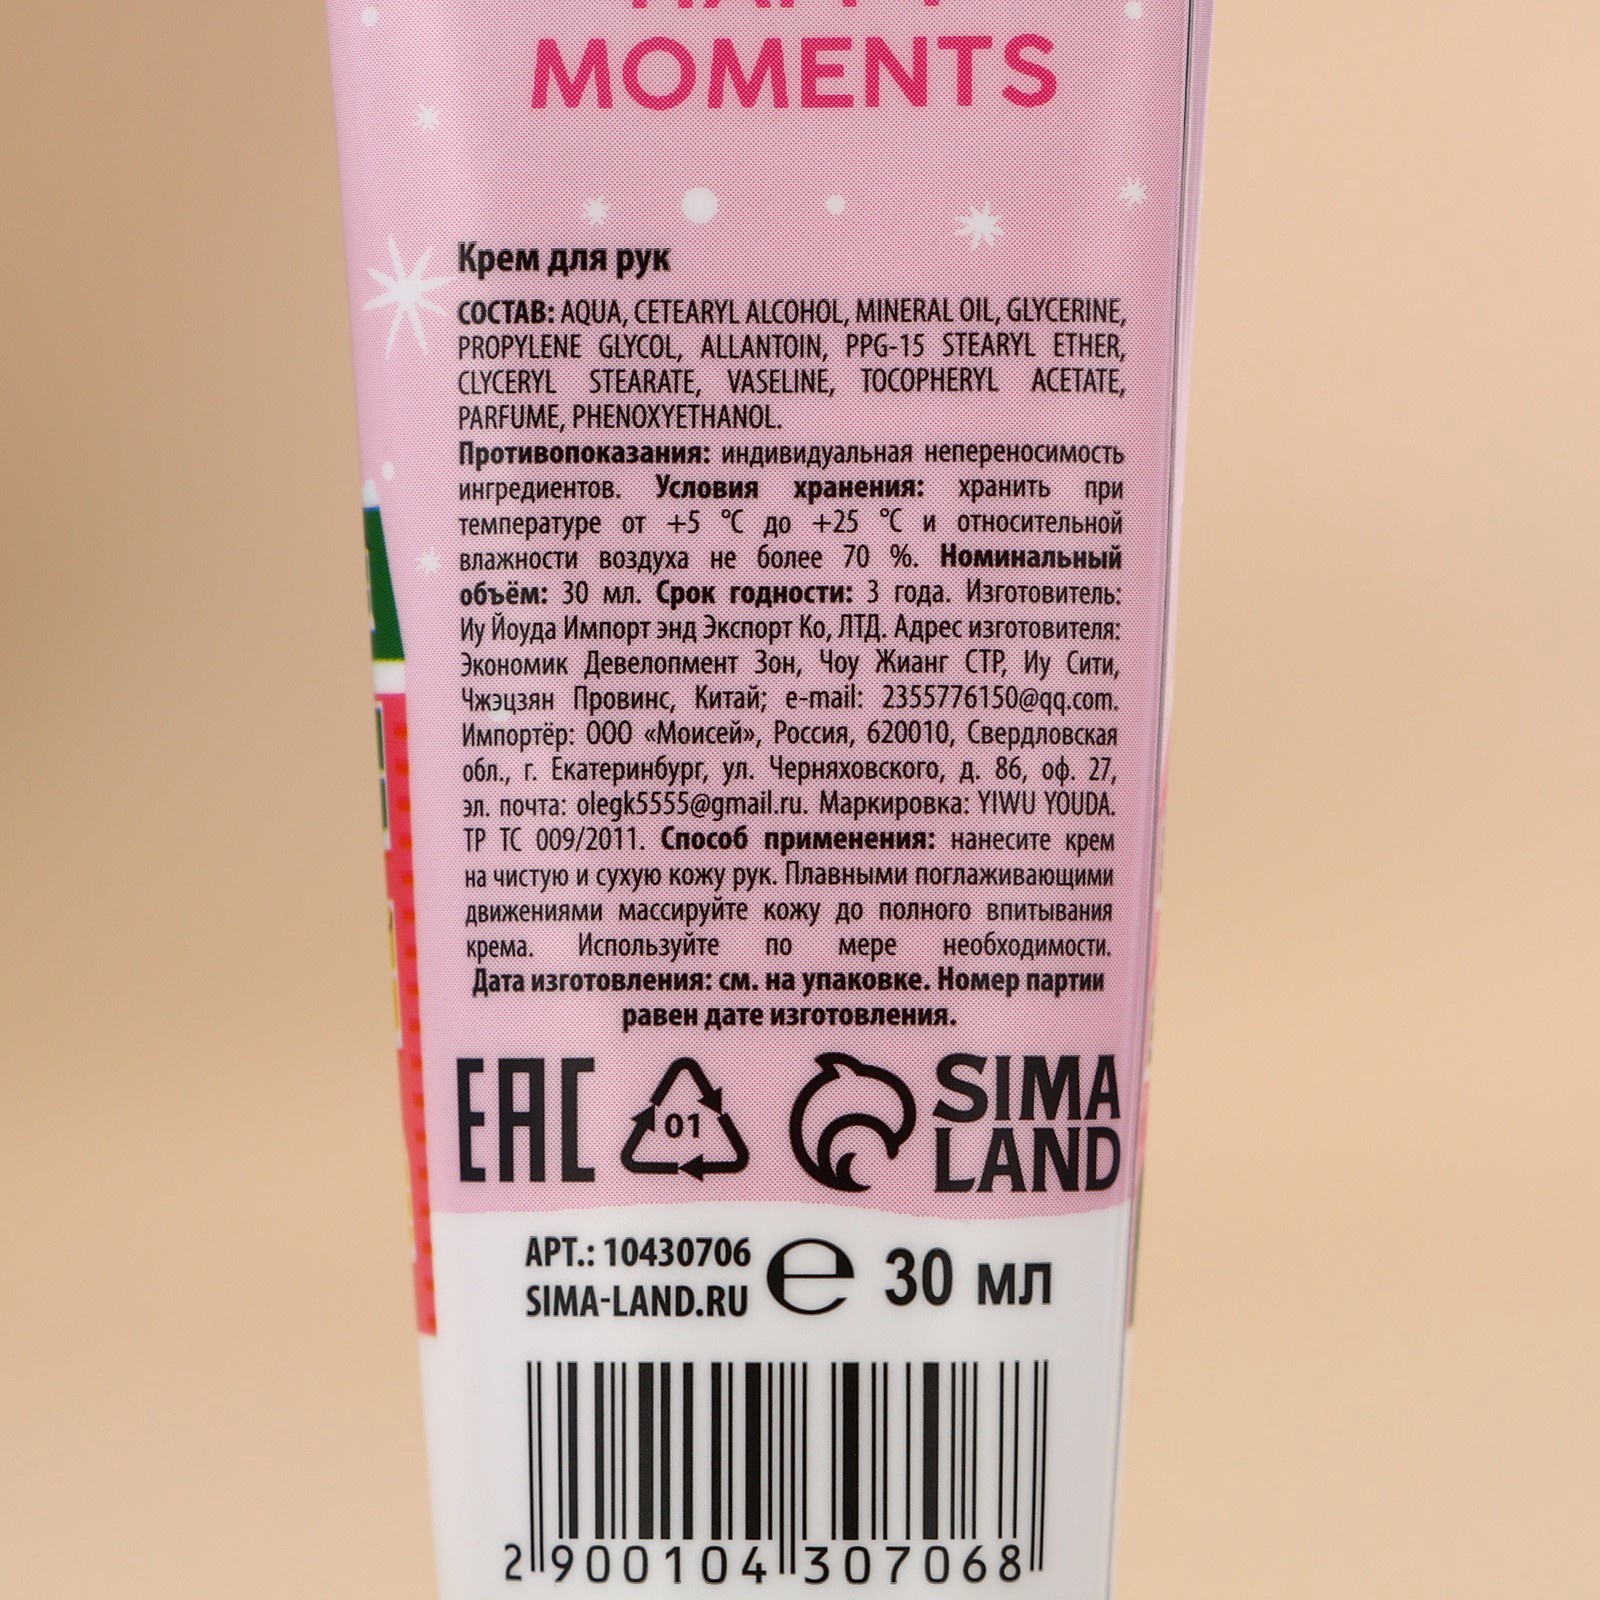 HAPPY
MOMENTS
Крем для рук
СОСТАВ: AQUA, CETEARYL ALCOHOL, MINERAL OIL, GLYCERINE,
PROPYLENE GLYCOL, ALLANTOIN, PPG-15 STEARYL ETHER,
CLYCERYL STEARATE, VASELINE, TOCOPHERYL ACETATE,
PARFUME, PHENOXYETHANOL.
Противопоказания: индивидуальная непереносимость
ингредиентов. Условия хранения: хранить при
температуре от +5 °C до +25 °C и относительной
влажности воздуха не более 70 %. Номинальный
объём: 30 мл. Срок годности: 3 года. Изготовитель:
Иу Йоуда Импорт энд Экспорт Ко, ЛТД. Адрес изготовителя:
Экономик Девелопмент Зон, Чоу Жианг СТР, Иу Сити,
Чжэцзян Провинс, Китай; e-mail: 2355776150@qq.com.
Импортёр: ООО «Моисей», Россия, 620010, Свердловская
обл., г. Екатеринбург, ул. Черняховского, д. 86, оф. 27,
эл. почта: olegk5555@gmail.ru. Маркировка: YIWU YOUDA.
ТР ТС 009/2011. Способ применения: нанесите крем
на чистую и сухую кожу рук. Плавными поглаживающими
движениями массируйте кожу до полного впитывания
крема. Используйте по мере необходимости.
Дата изготовления: см. на упаковке. Номер партии
равен дате изготовления.
EAC
01
SIMA
LAND
АРТ.: 10430706
SIMA-LAND.RU
℮ 30 мл
2 900104 307068